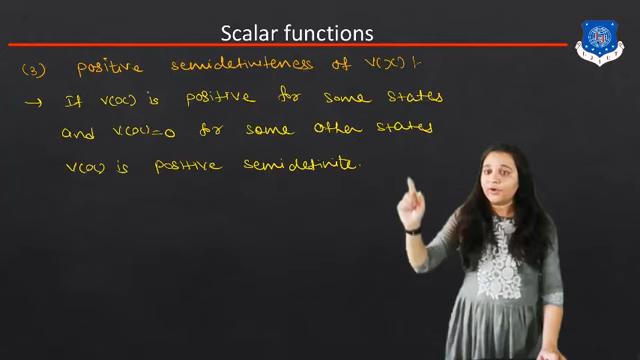 Scalar functions
(3) positive semidefiniteness of V(x) :-
→ If V(x) is positive for some states
and V(x)=0 for some other states
V(x) is positive semidefinite.